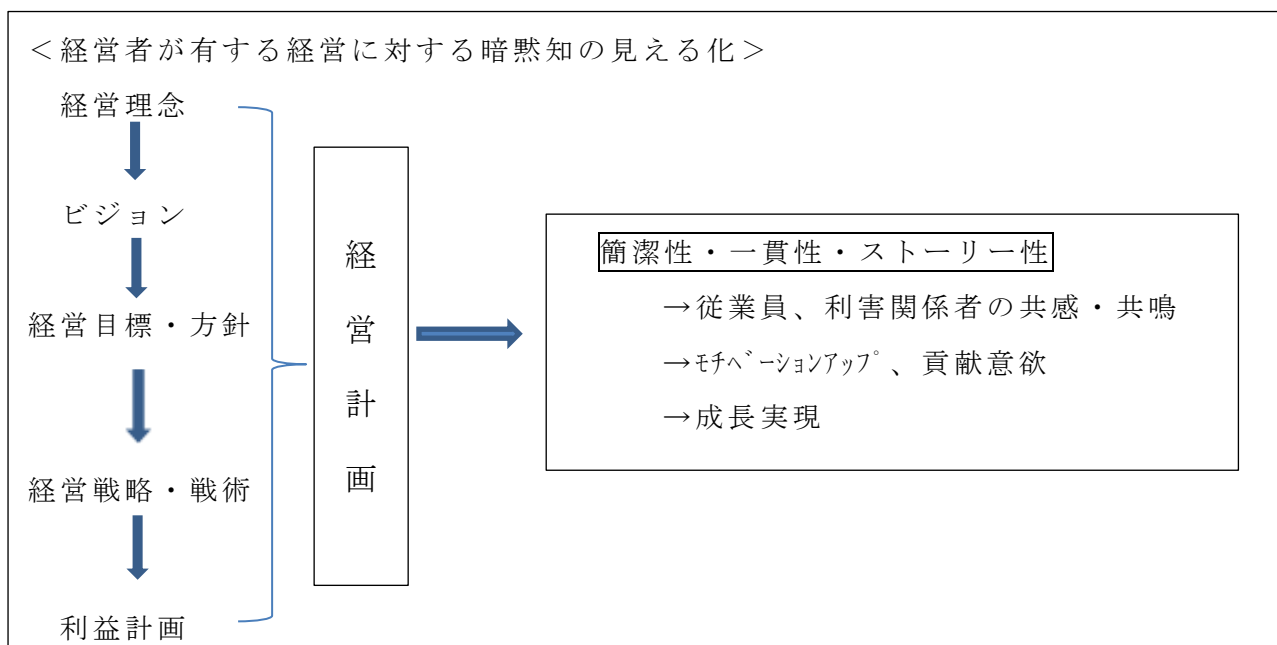 ＜経営者が有する経営に対する暗黙知の見える化＞
経営理念
ビジョン
経営目標・方針
経営戦略・戦術
利益計画
経営計画
簡潔性・一貫性・ストーリー性
→従業員、利害関係者の共感・共鳴
→ﾓﾁﾍﾞｰｼｮﾝｱｯﾌﾟ、貢献意欲
→成長実現